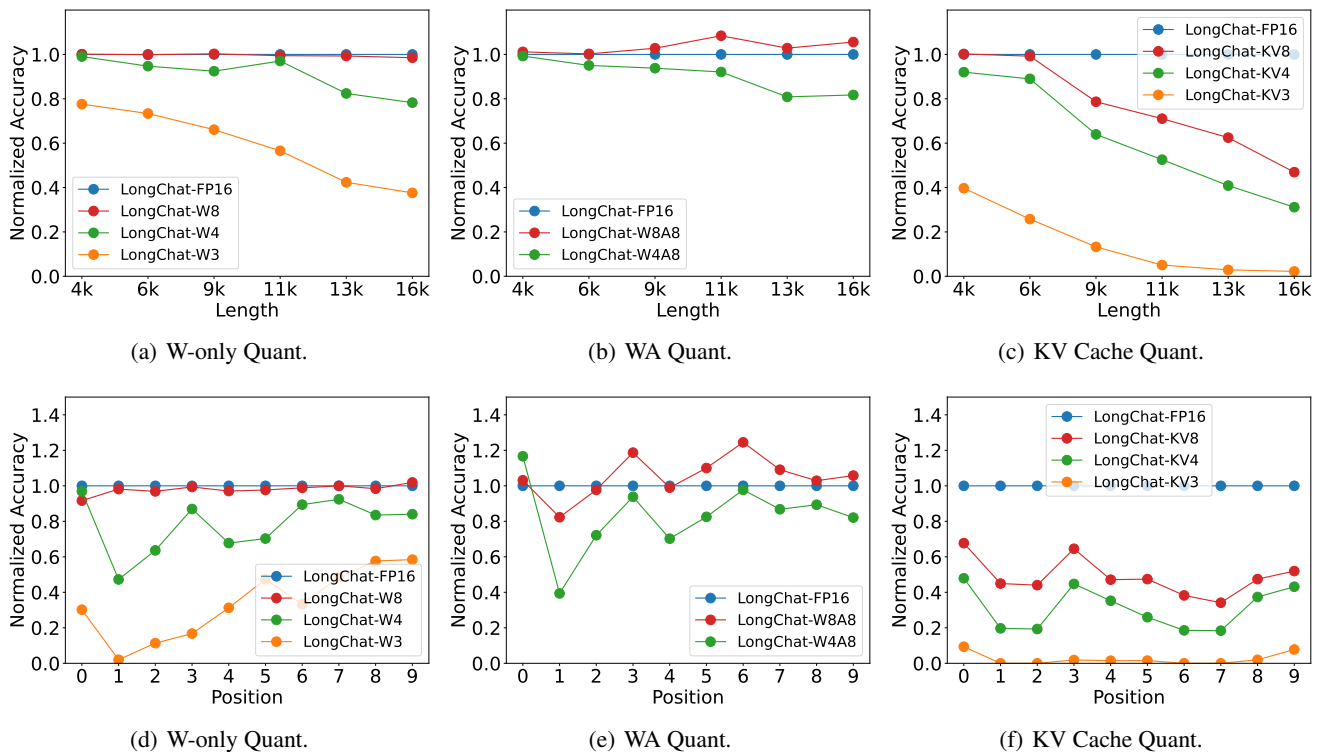 Normalized Accuracy
1.0
0.8
0.6
0.4
0.2
0.0
LongChat-FP16
LongChat-W8
LongChat-W4
LongChat-W3
4k 6k 9k 11k 13k 16k
Length
(a) W-only Quant.
Normalized Accuracy
1.0
0.8
0.6
0.4
0.2
0.0
LongChat-FP16
LongChat-W8A8
LongChat-W4A8
4k 6k 9k 11k 13k 16k
Length
(b) WA Quant.
Normalized Accuracy
1.0
0.8
0.6
0.4
0.2
0.0
LongChat-FP16
LongChat-KV8
LongChat-KV4
LongChat-KV3
4k 6k 9k 11k 13k 16k
Length
(c) KV Cache Quant.
Normalized Accuracy
1.4
1.2
1.0
0.8
0.6
0.4
0.2
0.0
LongChat-FP16
LongChat-W8
LongChat-W4
LongChat-W3
0 1 2 3 4 5 6 7 8 9
Position
(d) W-only Quant.
Normalized Accuracy
1.4
1.2
1.0
0.8
0.6
0.4
0.2
0.0
LongChat-FP16
LongChat-W8A8
LongChat-W4A8
0 1 2 3 4 5 6 7 8 9
Position
(e) WA Quant.
Normalized Accuracy
1.4
1.2
1.0
0.8
0.6
0.4
0.2
0.0
LongChat-FP16
LongChat-KV8
LongChat-KV4
LongChat-KV3
0 1 2 3 4 5 6 7 8 9
Position
(f) KV Cache Quant.